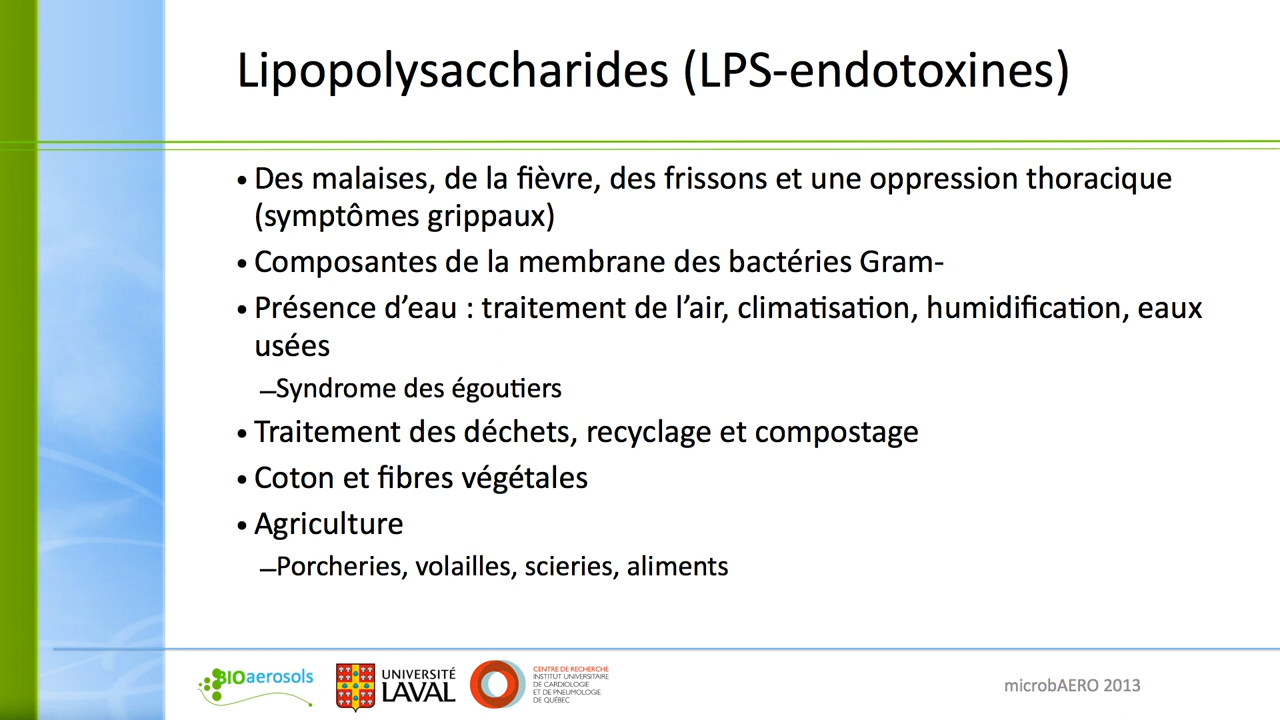 Lipopolysaccharides (LPS-endotoxines)
• Des malaises, de la fièvre, des frissons et une oppression thoracique
(symptômes grippaux)
• Composantes de la membrane des bactéries Gram-
• Présence d’eau : traitement de l’air, climatisation, humidification, eaux
usées
–Syndrome des égoutiers
• Traitement des déchets, recyclage et compostage
• Coton et fibres végétales
• Agriculture
–Porcheries, volailles, scieries, aliments
BIOaerosols
UNIVERSITÉ
LAVAL
CENTRE DE RECHERCHE
INSTITUT UNIVERSITAIRE
DE CARDIOLOGIE
ET DE PNEUMOLOGIE
DE QUÉBEC
microbAERO 2013